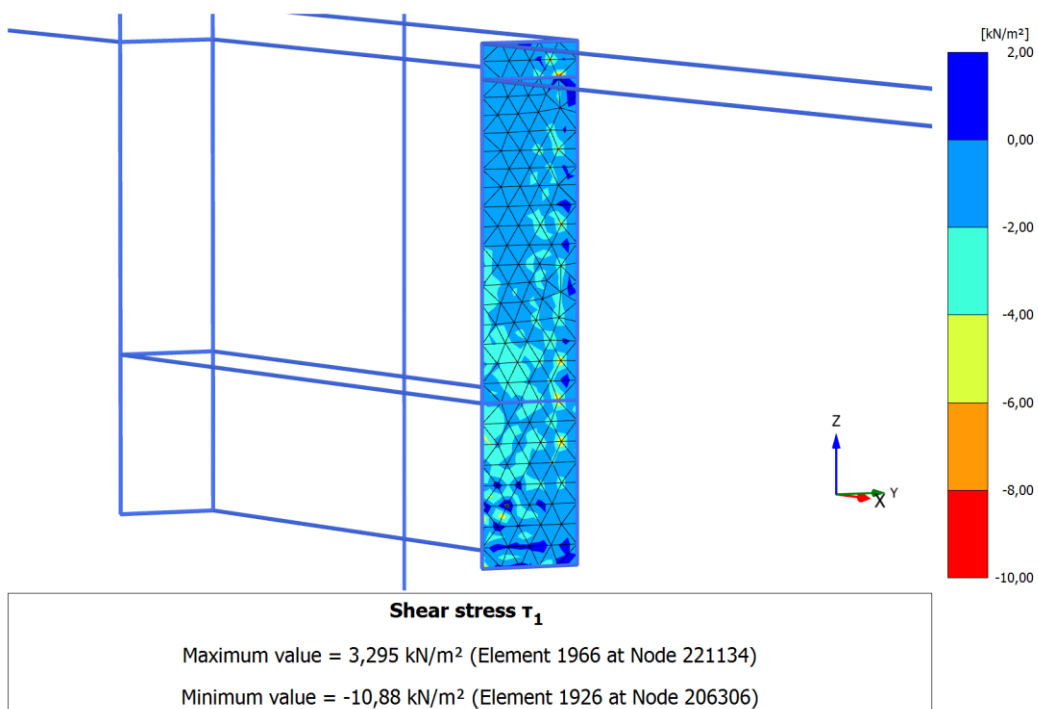 [kN/m²]
2,00
0,00
-2,00
-4,00
-6,00
-8,00
-10,00
Z
Y
X
Shear stress τ₁
Maximum value = 3,295 kN/m² (Element 1966 at Node 221134)
Minimum value = -10,88 kN/m² (Element 1926 at Node 206306)